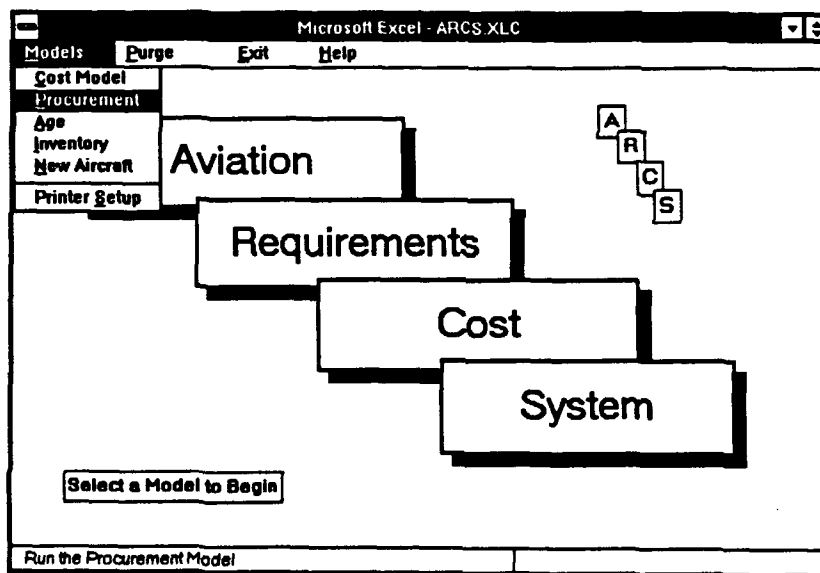 Microsoft Excel - ARCS.XLC
Models Purge Exit Help
Cost Model
Procurement
Age
Inventory
New Aircraft
Printer Setup
Aviation
Requirements
Cost
System
A
R
C
S
Select a Model to Begin
Run the Procurement Model